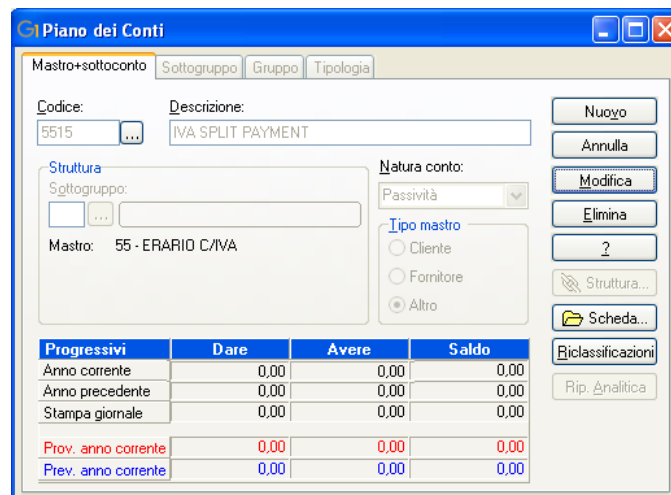 G1 Piano dei Conti
Mastro+sottoconto Sottogruppo Gruppo Tipologia
Codice: Descrizione:
5515 ... IVA SPLIT PAYMENT
Nuovo
Annulla
Modifica
Elimina
?
Struttura...
Scheda...
Riclassificazioni
Rip. Analitica
Struttura
Sottogruppo:
...
Mastro: 55 - ERARIO C/IVA
Natura conto:
Passività
Tipo mastro
Cliente
Fornitore
Altro
Progressivi Dare Avere Saldo
Anno corrente 0,00 0,00 0,00
Anno precedente 0,00 0,00 0,00
Stampa giornale 0,00 0,00 0,00
Prov. anno corrente 0,00 0,00 0,00
Prev. anno corrente 0,00 0,00 0,00